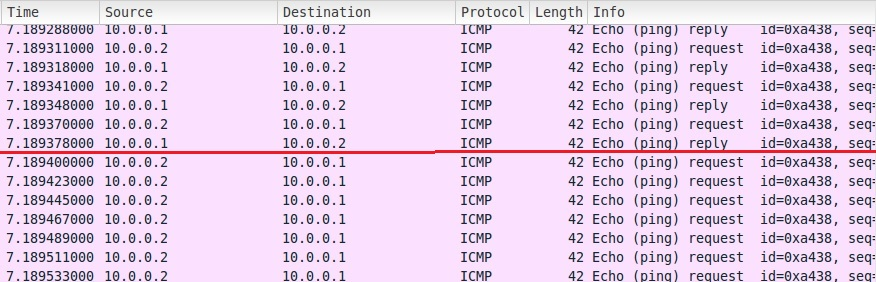 Time Source Destination Protocol Length Info
7.189288000 10.0.0.1 10.0.0.2 ICMP 42 Echo (ping) reply id=0xa438, seq=
7.189311000 10.0.0.2 10.0.0.1 ICMP 42 Echo (ping) request id=0xa438, seq=
7.189318000 10.0.0.1 10.0.0.2 ICMP 42 Echo (ping) reply id=0xa438, seq=
7.189341000 10.0.0.2 10.0.0.1 ICMP 42 Echo (ping) request id=0xa438, seq=
7.189348000 10.0.0.1 10.0.0.2 ICMP 42 Echo (ping) reply id=0xa438, seq=
7.189370000 10.0.0.2 10.0.0.1 ICMP 42 Echo (ping) request id=0xa438, seq=
7.189378000 10.0.0.1 10.0.0.2 ICMP 42 Echo (ping) reply id=0xa438, seq=
7.189400000 10.0.0.2 10.0.0.1 ICMP 42 Echo (ping) request id=0xa438, seq=
7.189423000 10.0.0.2 10.0.0.1 ICMP 42 Echo (ping) request id=0xa438, seq=
7.189445000 10.0.0.2 10.0.0.1 ICMP 42 Echo (ping) request id=0xa438, seq=
7.189467000 10.0.0.2 10.0.0.1 ICMP 42 Echo (ping) request id=0xa438, seq=
7.189489000 10.0.0.2 10.0.0.1 ICMP 42 Echo (ping) request id=0xa438, seq=
7.189511000 10.0.0.2 10.0.0.1 ICMP 42 Echo (ping) request id=0xa438, seq=
7.189533000 10.0.0.2 10.0.0.1 ICMP 42 Echo (ping) request id=0xa438, seq=